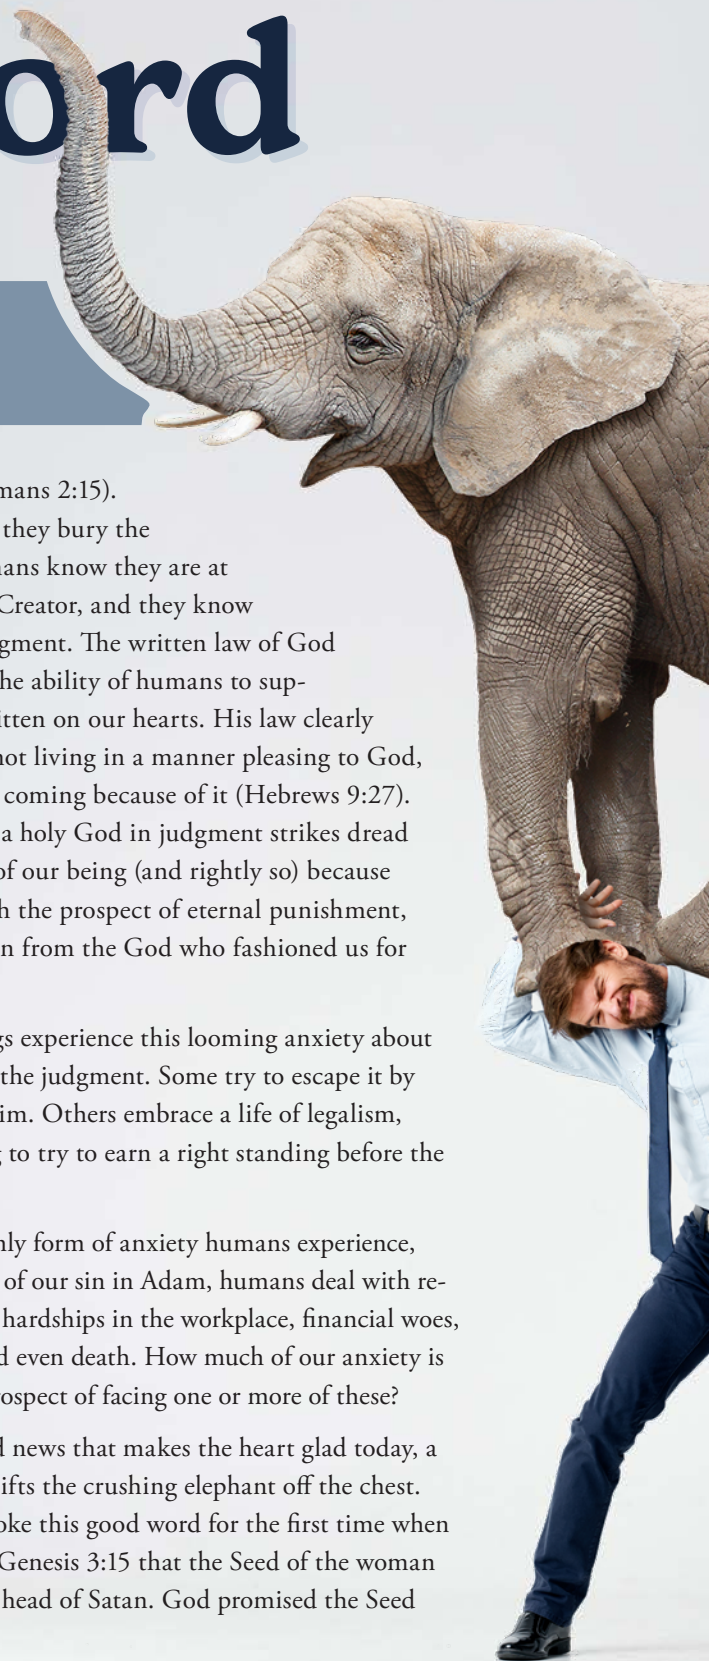 ord
mans 2:15).
they bury the
ans know they are at
Creator, and they know
gment. The written law of God
he ability of humans to sup-
itten on our hearts. His law clearly
not living in a manner pleasing to God,
coming because of it (Hebrews 9:27).
a holy God in judgment strikes dread
of our being (and rightly so) because
h the prospect of eternal punishment,
n from the God who fashioned us for
gs experience this looming anxiety about
the judgment. Some try to escape it by
im. Others embrace a life of legalism,
g to try to earn a right standing before the
nly form of anxiety humans experience,
of our sin in Adam, humans deal with re-
hardships in the workplace, financial woes,
d even death. How much of our anxiety is
rospect of facing one or more of these?
d news that makes the heart glad today, a
ifts the crushing elephant off the chest.
oke this good word for the first time when
Genesis 3:15 that the Seed of the woman
head of Satan. God promised the Seed